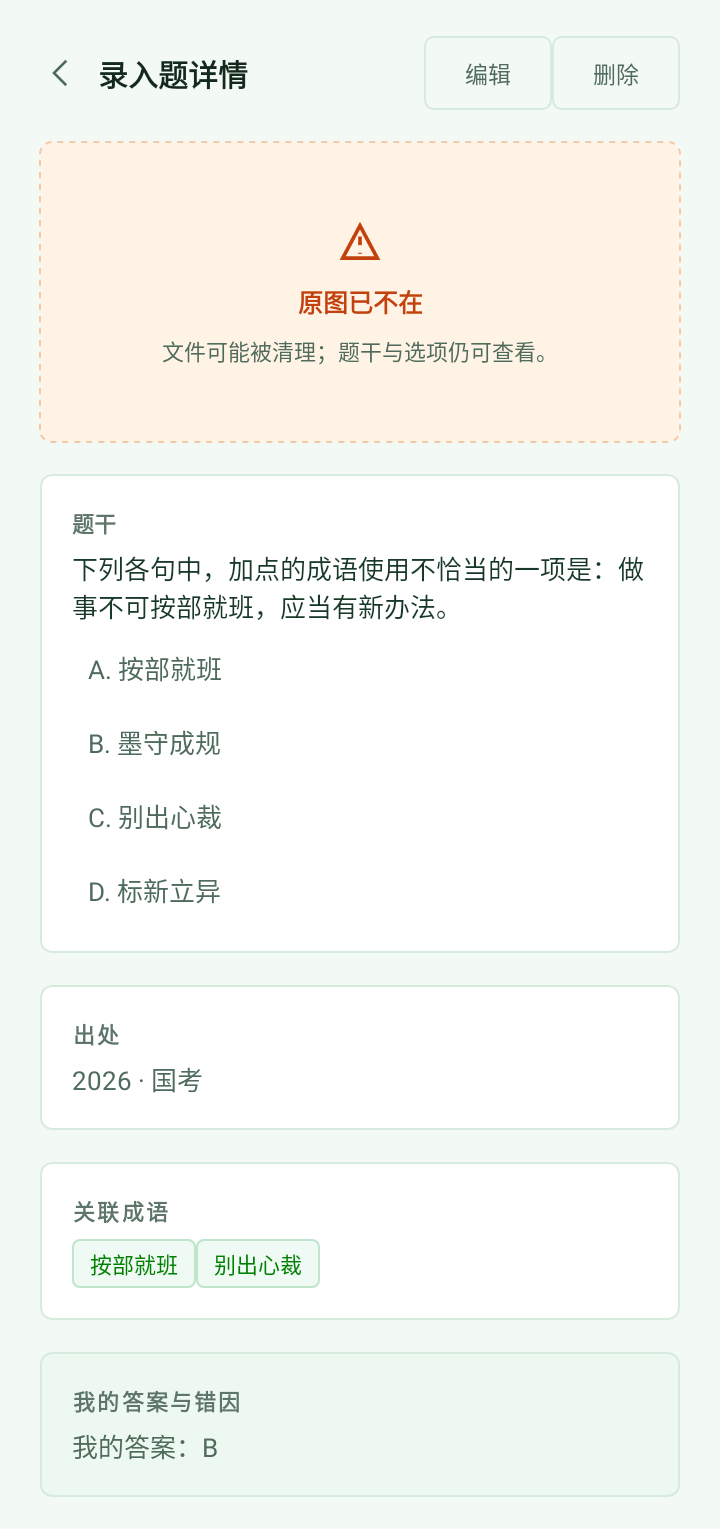 录入题详情
编辑
删除
原图已不在
文件可能被清理；题干与选项仍可查看。
题干
下列各句中，加点的成语使用不恰当的一项是：做
事不可按部就班，应当有新办法。
A. 按部就班
B. 墨守成规
C. 别出心裁
D. 标新立异
出处
2026 · 国考
关联成语
按部就班
别出心裁
我的答案与错因
我的答案：B